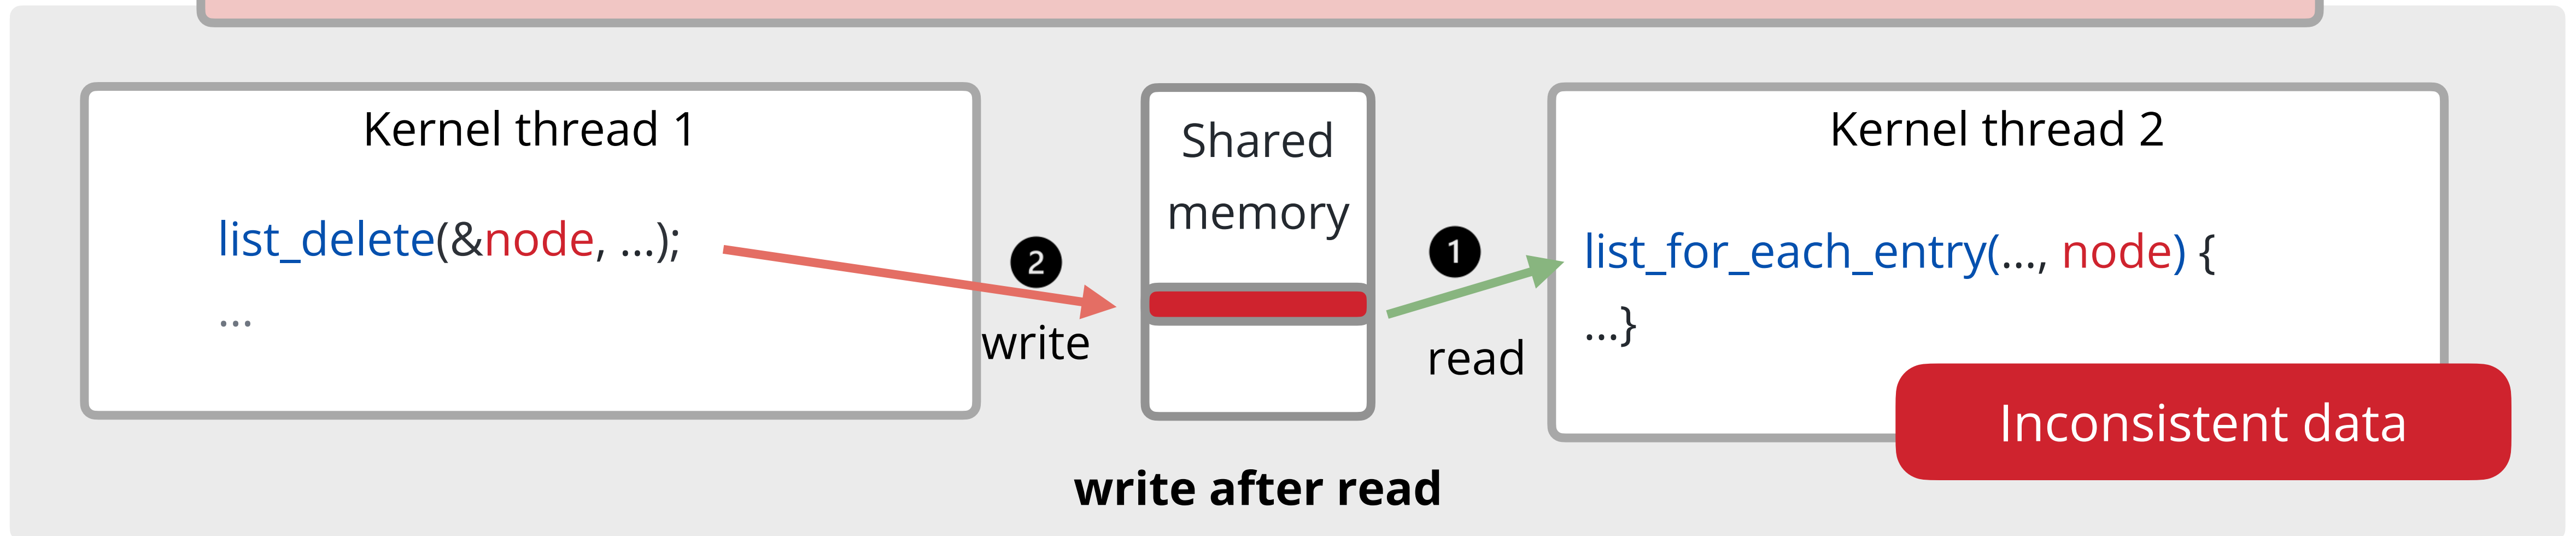 Kernel thread 1
list_delete(&node, ...);
...
2
write
Shared
memory
1
read
Kernel thread 2
list_for_each_entry(..., node) {
...}
Inconsistent data
write after read